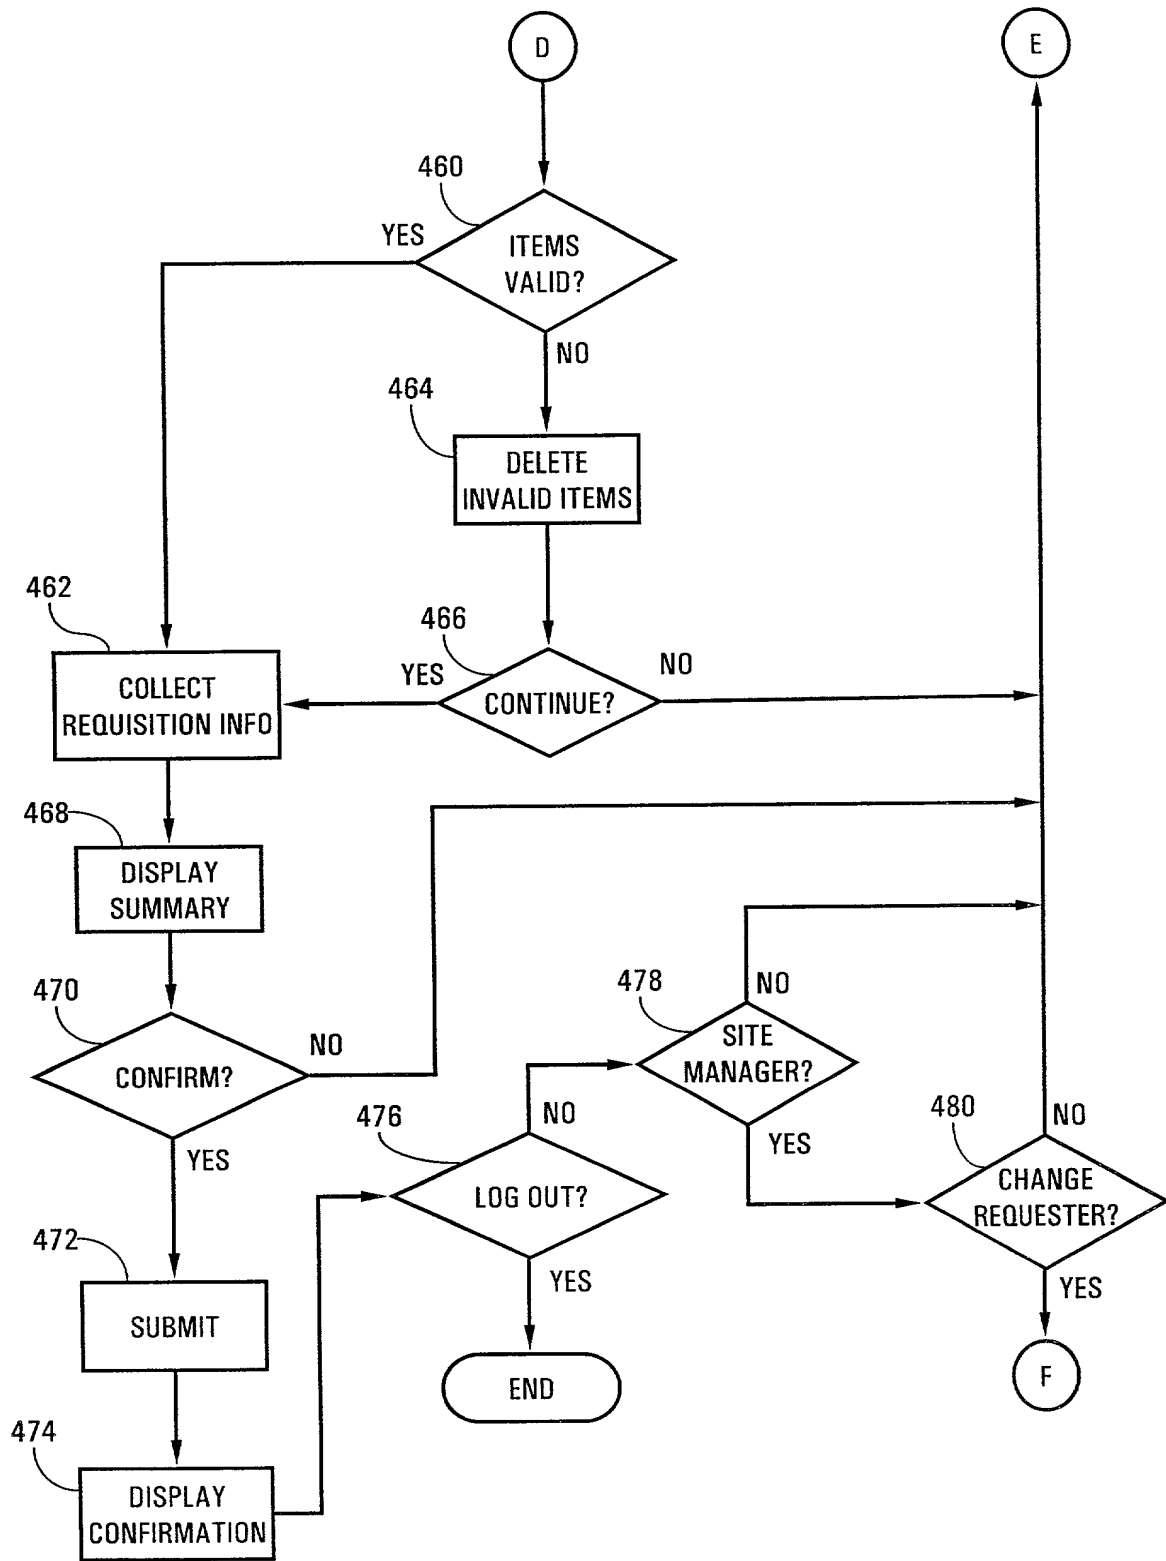 D
E
460
YES
ITEMS
VALID?
NO
464
DELETE
INVALID ITEMS
462
466
YES
NO
COLLECT
REQUISITION INFO
CONTINUE?
468
DISPLAY
SUMMARY
470
NO
CONFIRM?
YES
478
NO
SITE
MANAGER?
YES
476
NO
LOG OUT?
YES
480
NO
CHANGE
REQUESTER?
YES
472
SUBMIT
END
F
474
DISPLAY
CONFIRMATION